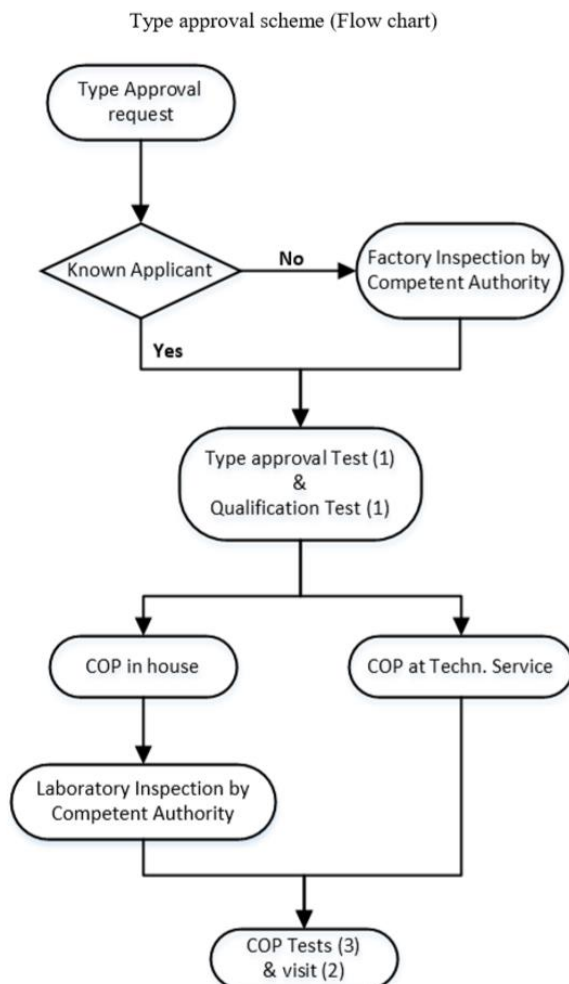 Type approval scheme (Flow chart)
Type Approval
request
Known Applicant
No
Factory Inspection by
Competent Authority
Yes
Type approval Test (1)
&
Qualification Test (1)
COP in house
COP at Techn. Service
Laboratory Inspection by
Competent Authority
COP Tests (3)
& visit (2)